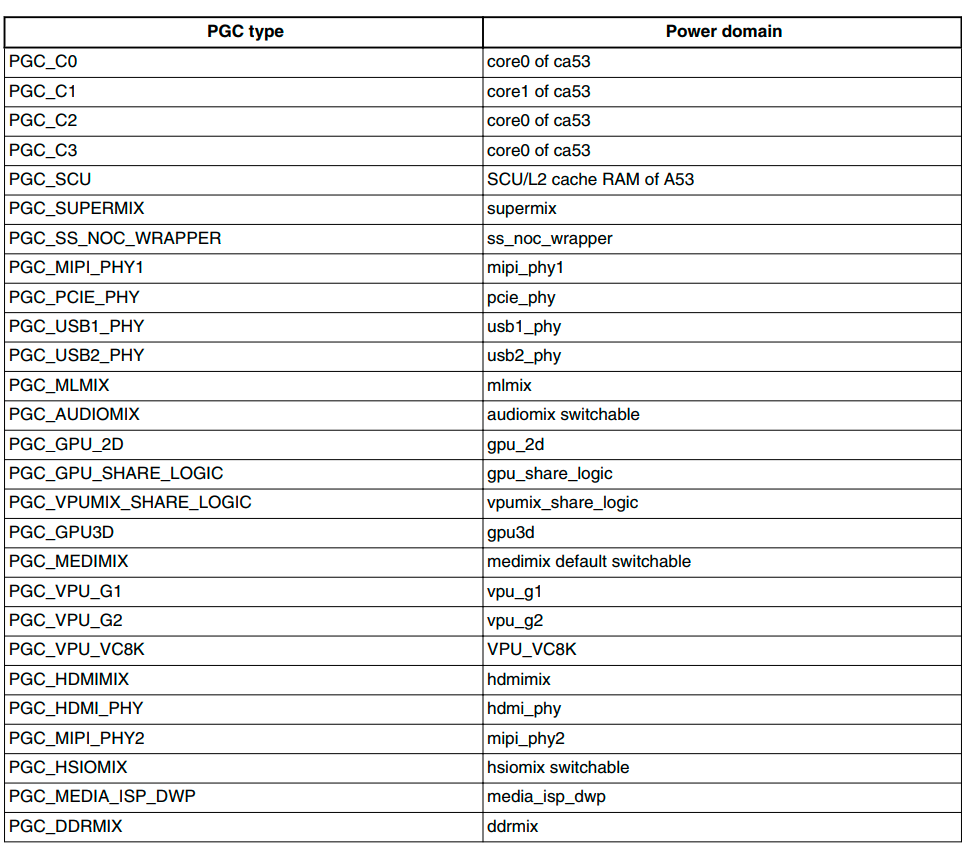 PGC type Power domain
PGC_C0 core0 of ca53
PGC_C1 core1 of ca53
PGC_C2 core0 of ca53
PGC_C3 core0 of ca53
PGC_SCU SCU/L2 cache RAM of A53
PGC_SUPERMIX supermix
PGC_SS_NOC_WRAPPER ss_noc_wrapper
PGC_MIPI_PHY1 mipi_phy1
PGC_PCIE_PHY pcie_phy
PGC_USB1_PHY usb1_phy
PGC_USB2_PHY usb2_phy
PGC_MLMIX mlmix
PGC_AUDIOMIX audiomix switchable
PGC_GPU_2D gpu_2d
PGC_GPU_SHARE_LOGIC gpu_share_logic
PGC_VPUMIX_SHARE_LOGIC vpumix_share_logic
PGC_GPU3D gpu3d
PGC_MEDIMIX medimix default switchable
PGC_VPU_G1 vpu_g1
PGC_VPU_G2 vpu_g2
PGC_VPU_VC8K VPU_VC8K
PGC_HDMIMIX hdmimix
PGC_HDMI_PHY hdmi_phy
PGC_MIPI_PHY2 mipi_phy2
PGC_HSIOMIX hsiomix switchable
PGC_MEDIA_ISP_DWP media_isp_dwp
PGC_DDRMIX ddrmix